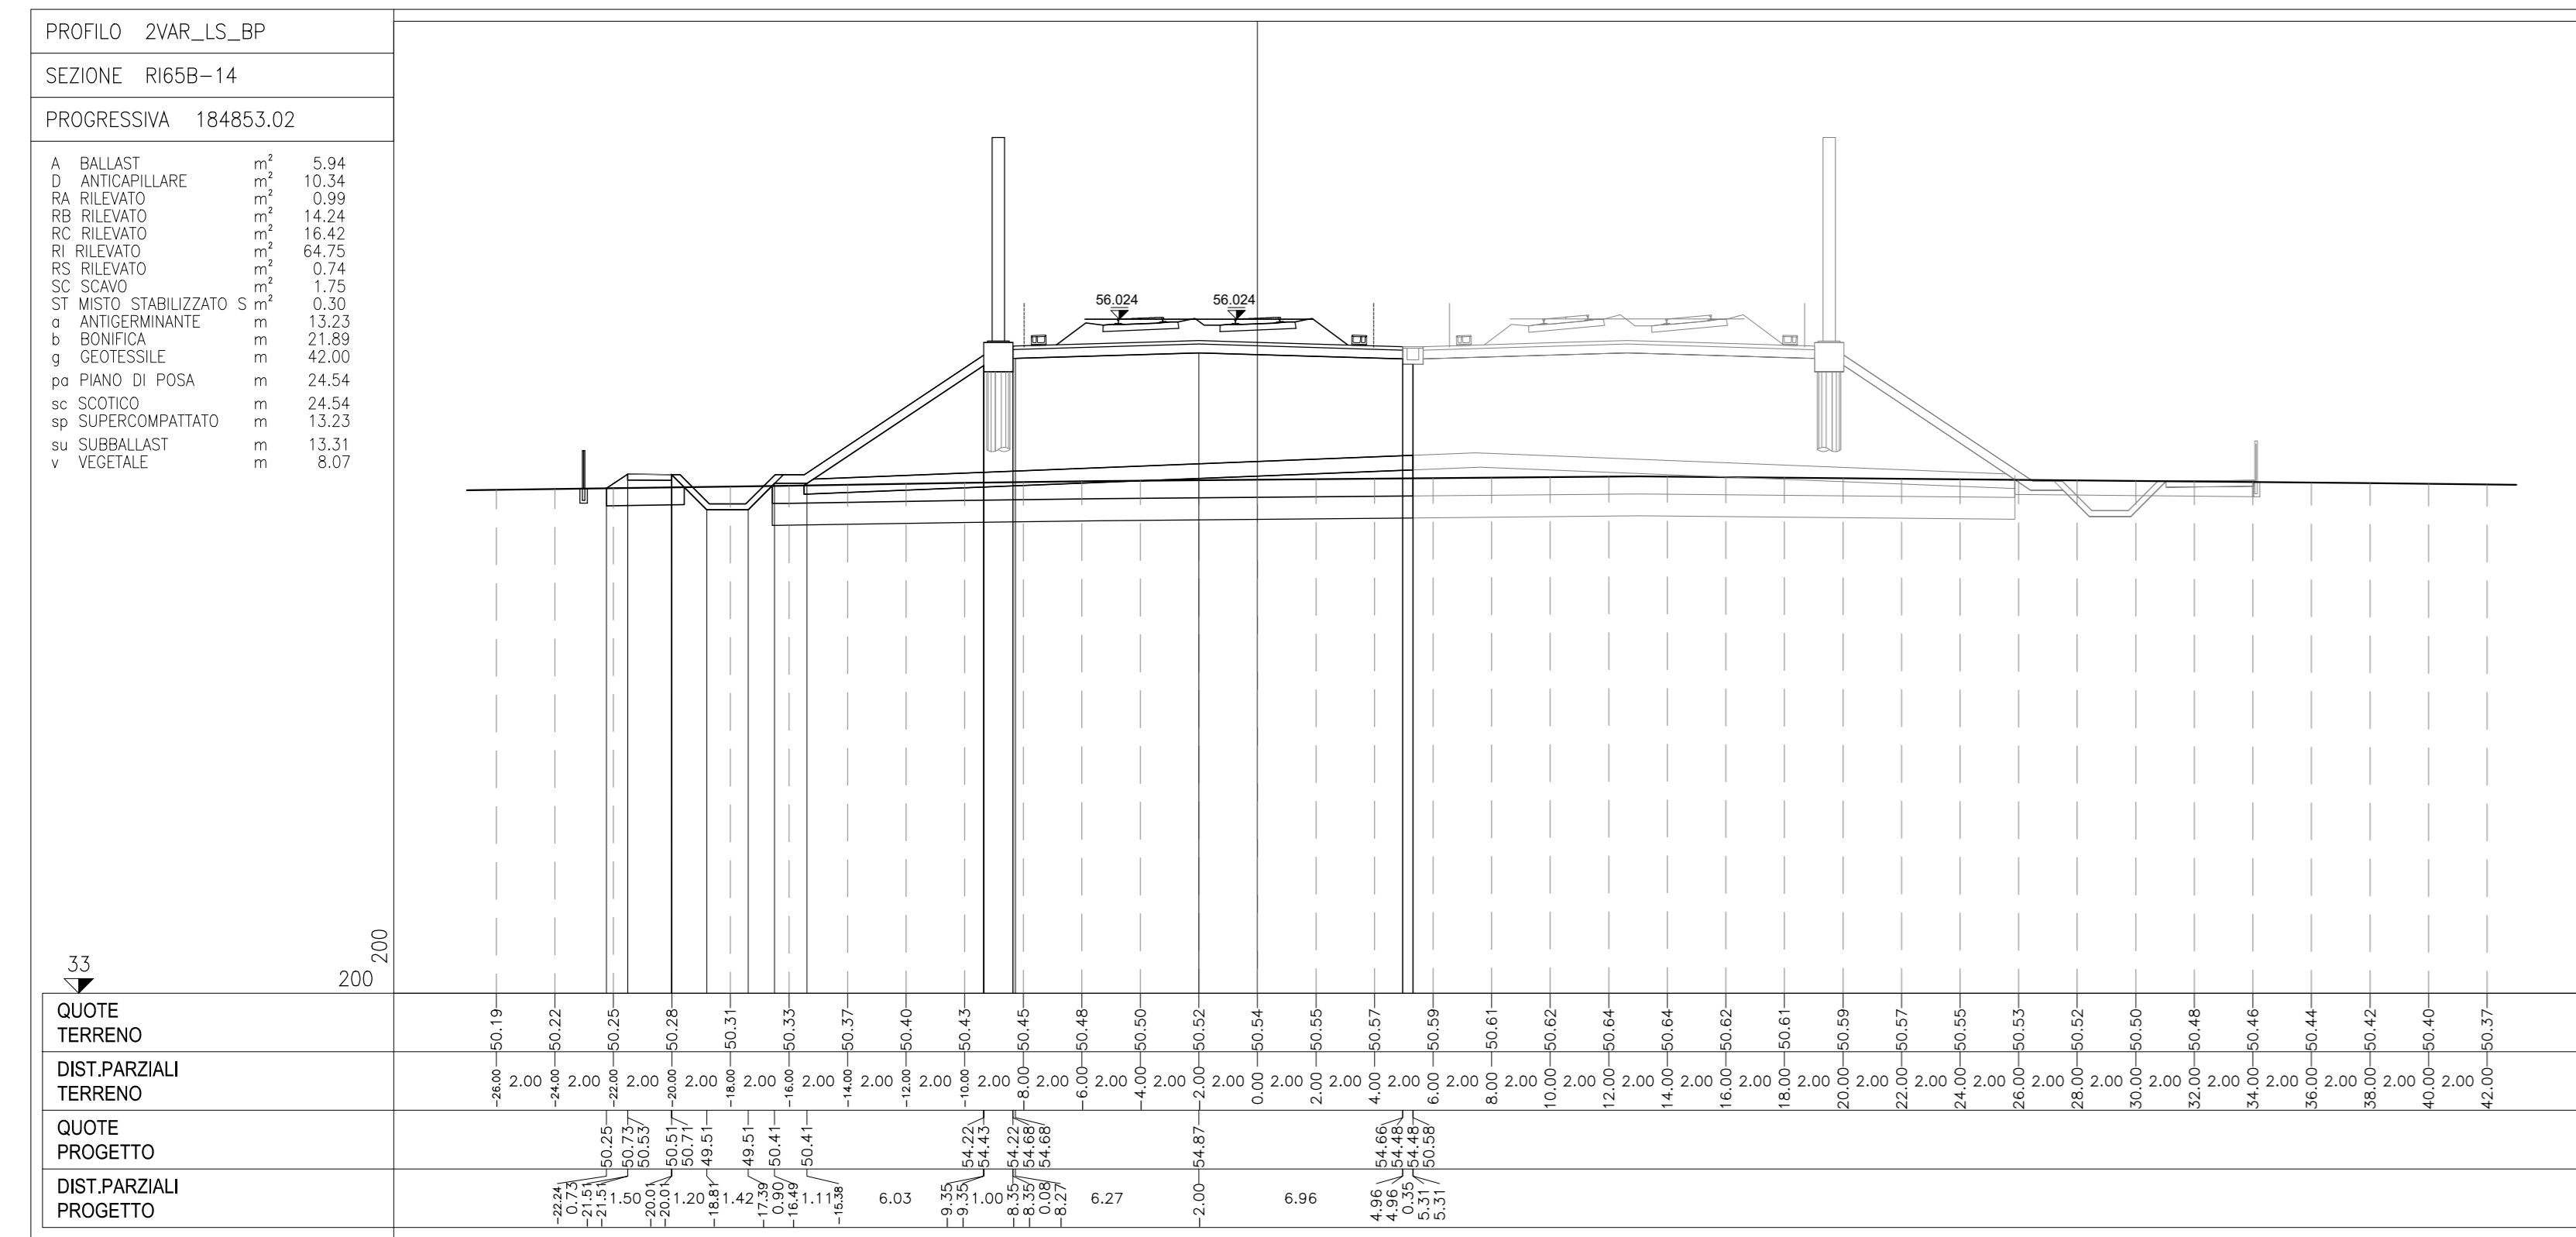 PROFILO 2VAR_LS_BP
SEZIONE RI65B-14
PROGRESSIVA 184853.02
A BALLAST m² 5.94
D ANTICAPILLARE m² 10.34
RA RILEVATO m² 0.99
RB RILEVATO m² 14.24
RC RILEVATO m² 16.42
RI RILEVATO m² 64.75
RS RILEVATO m² 0.74
SC SCAVO m² 1.75
ST MISTO STABILIZZATO S m² 0.30
a ANTIGERMINANTE m 13.23
b BONIFICA m 21.89
g GEOTESSILE m 42.00
pa PIANO DI POSA m 24.54
sc SCOTICO m 24.54
sp SUPERCOMPATTATO m 13.23
su SUBBALLAST m 13.31
v VEGETALE m 8.07
56.024 56.024
33
200
200
QUOTE
TERRENO
50.19 50.22 50.25 50.28 50.31 50.33 50.37 50.40 50.43 50.45 50.48 50.50 50.52 50.54 50.55 50.57 50.59 50.61 50.62 50.64 50.64 50.62 50.61 50.59 50.57 50.55 50.53 50.52 50.50 50.48 50.46 50.44 50.42 50.40 50.37
DIST.PARZIALI
TERRENO
-26.00 2.00 -24.00 2.00 -22.00 2.00 -20.00 2.00 -18.00 2.00 -16.00 2.00 -14.00 2.00 -12.00 2.00 -10.00 2.00 -8.00 2.00 -6.00 2.00 -4.00 2.00 -2.00 2.00 0.00 2.00 2.00 2.00 4.00 2.00 6.00 2.00 8.00 2.00 10.00 2.00 12.00 2.00 14.00 2.00 16.00 2.00 18.00 2.00 20.00 2.00 22.00 2.00 24.00 2.00 26.00 2.00 28.00 2.00 30.00 2.00 32.00 2.00 34.00 2.00 36.00 2.00 38.00 2.00 40.00 2.00 42.00
QUOTE
PROGETTO
50.25 50.73 50.53 50.51 50.71 49.51 49.51 50.41 50.41 54.22 54.43 54.22 54.68 54.68 54.87 54.66 54.48 54.48 50.58
DIST.PARZIALI
PROGETTO
-22.24 0.73 -21.51 -21.51 1.50 -20.01 -20.01 1.20 -18.81 1.42 -17.39 0.90 -16.49 1.11 -15.38 6.03 -9.35 -9.35 1.00 -8.35 -8.35 0.08 -8.27 6.27 -2.00 6.96 4.96 4.96 0.35 5.31 5.31